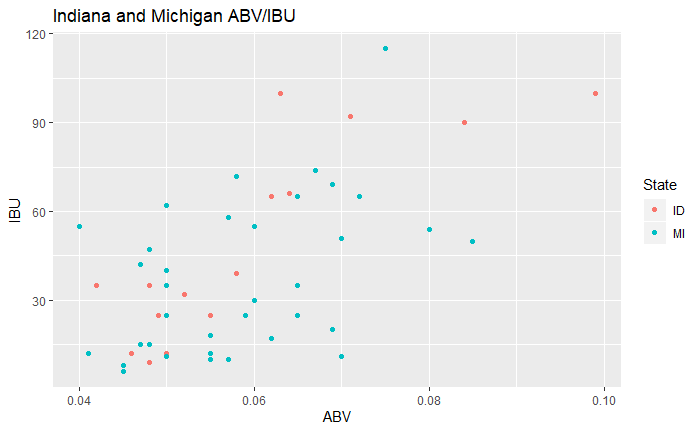 Indiana and Michigan ABV/IBU
120
90
60
30
IBU
0.04 0.06 0.08 0.10
ABV
State
ID
MI